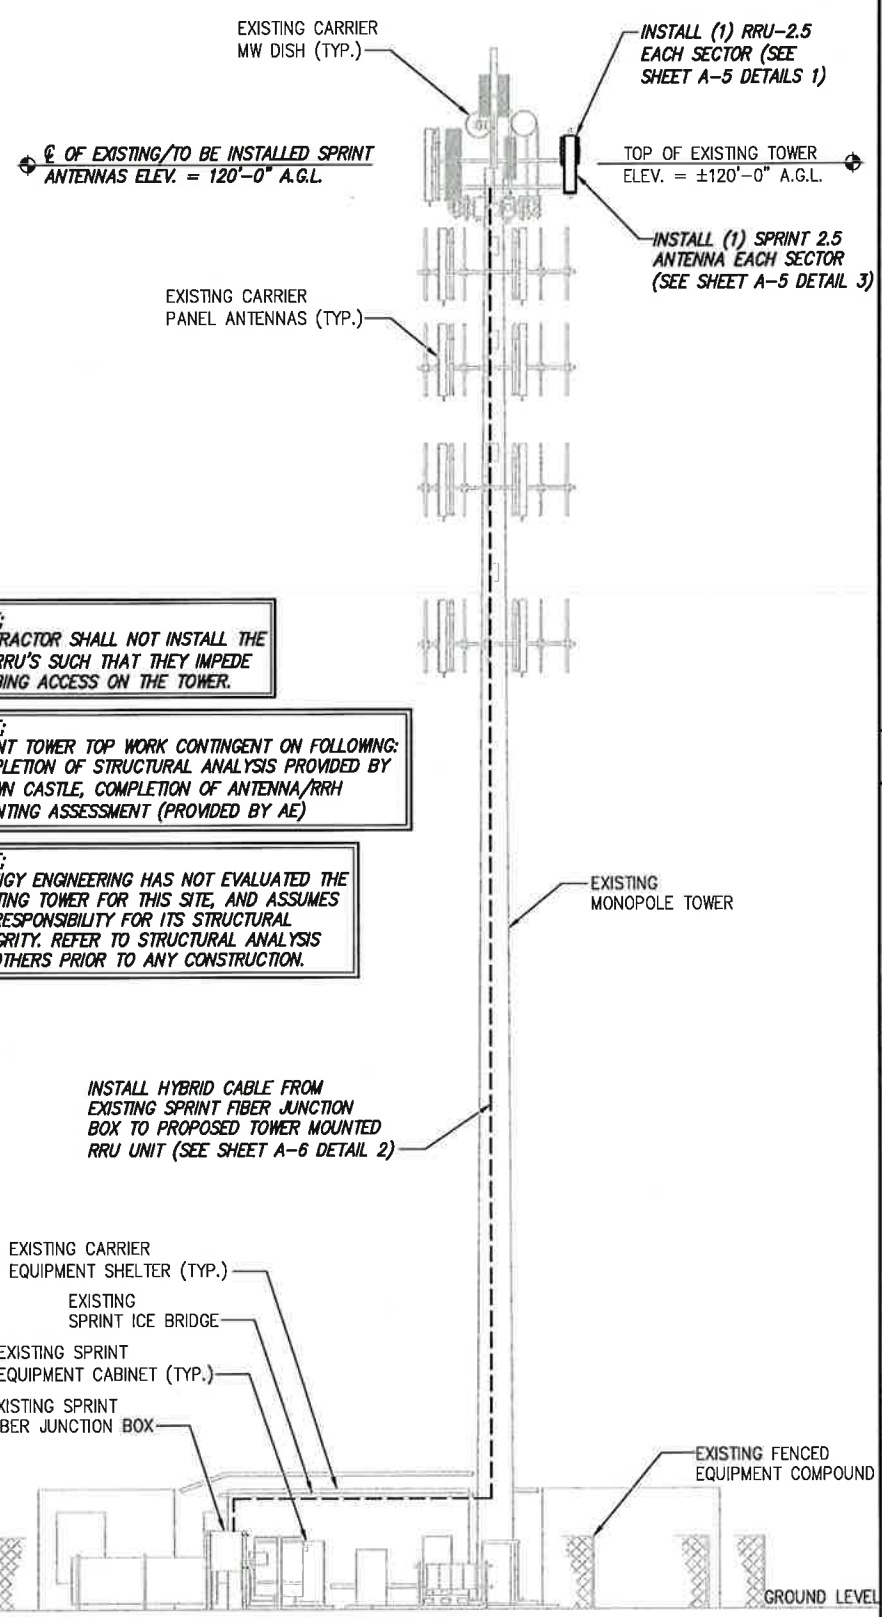 EXISTING CARRIER
MW DISH (TYP.)
INSTALL (1) RRU-2.5
EACH SECTOR (SEE
SHEET A-5 DETAILS 1)
℄ OF EXISTING/TO BE INSTALLED SPRINT
ANTENNAS ELEV. = 120'-0" A.G.L.
TOP OF EXISTING TOWER
ELEV. = ±120'-0" A.G.L.
INSTALL (1) SPRINT 2.5
ANTENNA EACH SECTOR
(SEE SHEET A-5 DETAIL 3)
EXISTING CARRIER
PANEL ANTENNAS (TYP.)
RACTOR SHALL NOT INSTALL THE
RRU'S SUCH THAT THEY IMPEDE
BING ACCESS ON THE TOWER.
NT TOWER TOP WORK CONTINGENT ON FOLLOWING:
PLETION OF STRUCTURAL ANALYSIS PROVIDED BY
WN CASTLE, COMPLETION OF ANTENNA/RRH
NTING ASSESSMENT (PROVIDED BY AE)
IGY ENGINEERING HAS NOT EVALUATED THE
TING TOWER FOR THIS SITE, AND ASSUMES
RESPONSIBILITY FOR ITS STRUCTURAL
GRITY. REFER TO STRUCTURAL ANALYSIS
OTHERS PRIOR TO ANY CONSTRUCTION.
EXISTING
MONOPOLE TOWER
INSTALL HYBRID CABLE FROM
EXISTING SPRINT FIBER JUNCTION
BOX TO PROPOSED TOWER MOUNTED
RRU UNIT (SEE SHEET A-6 DETAIL 2)
EXISTING CARRIER
EQUIPMENT SHELTER (TYP.)
EXISTING
SPRINT ICE BRIDGE
EXISTING SPRINT
EQUIPMENT CABINET (TYP.)
XISTING SPRINT
IBER JUNCTION BOX
EXISTING FENCED
EQUIPMENT COMPOUND
GROUND LEVEL